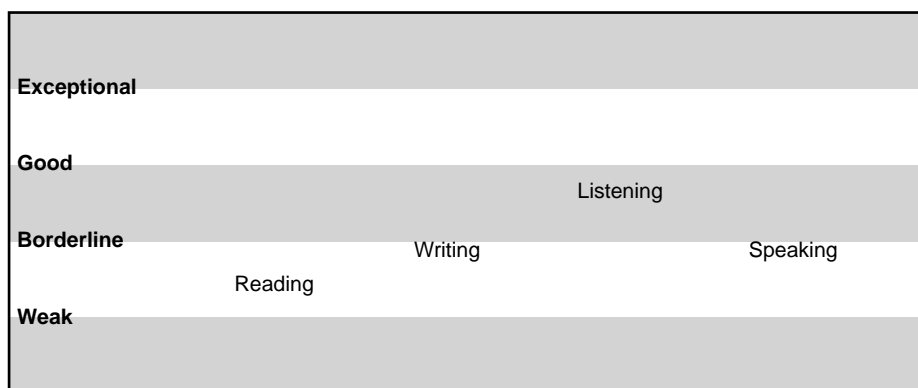 Exceptional
Good
Listening
Borderline
Writing Speaking
Reading
Weak